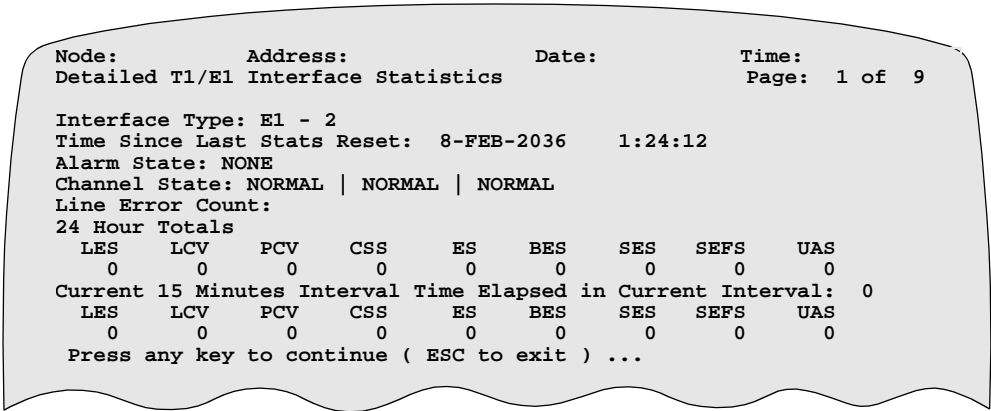 Node: Address: Date: Time:
Detailed T1/E1 Interface Statistics Page: 1 of 9
Interface Type: E1 - 2
Time Since Last Stats Reset: 8-FEB-2036 1:24:12
Alarm State: NONE
Channel State: NORMAL | NORMAL | NORMAL
Line Error Count:
24 Hour Totals
LES LCV PCV CSS ES BES SES SEFS UAS
0 0 0 0 0 0 0 0 0
Current 15 Minutes Interval Time Elapsed in Current Interval: 0
LES LCV PCV CSS ES BES SES SEFS UAS
0 0 0 0 0 0 0 0 0
Press any key to continue ( ESC to exit ) ...